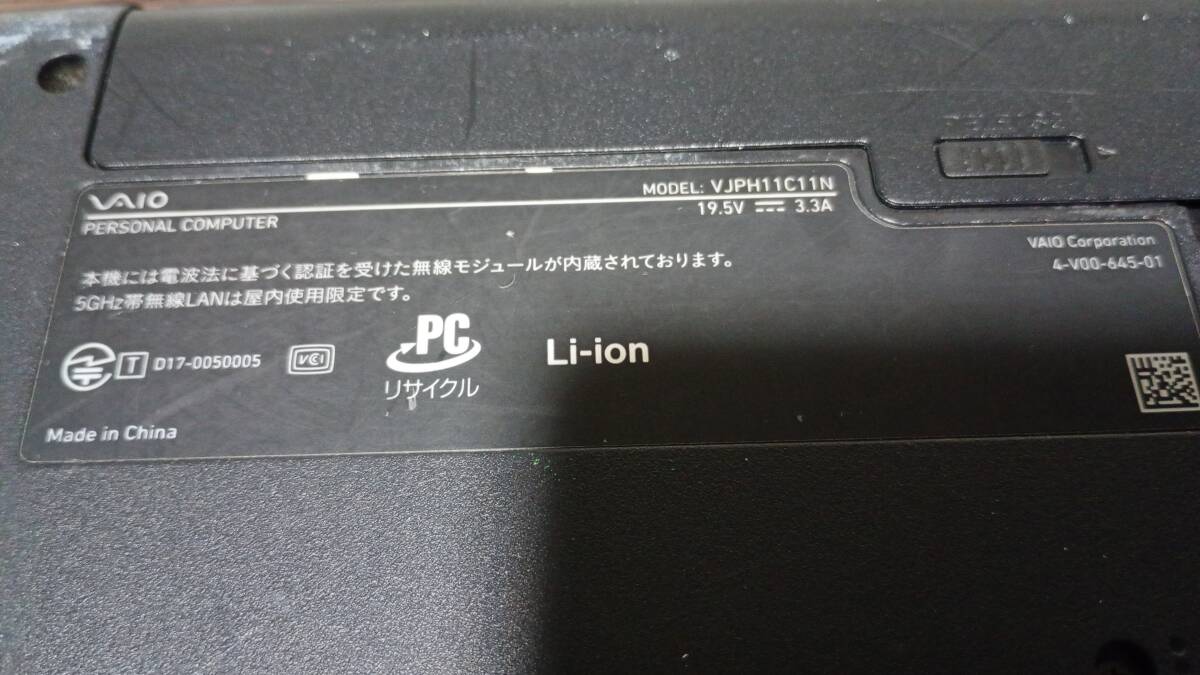 VAIO
MODEL: VJPH11C11N
PERSONAL COMPUTER
19.5V 3.3A
VAIO Corporation
4-V00-645-01
本機には電波法に基づく認証を受けた無線モジュールが内蔵されております。
5GHz帯無線LANは屋内使用限定です。
T D17-0050005
VCI
PC
リサイクル
Li-ion
Made in China